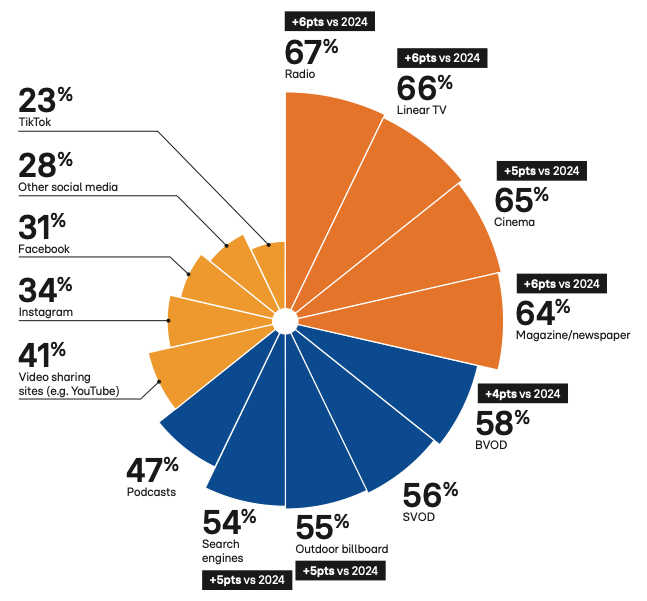 +6pts vs 2024
67%
Radio
+6pts vs 2024
66%
Linear TV
+5pts vs 2024
65%
Cinema
+6pts vs 2024
64%
Magazine/newspaper
+4pts vs 2024
58%
BVOD
56%
SVOD
55%
Outdoor billboard
+5pts vs 2024
54%
Search
engines
+5pts vs 2024
47%
Podcasts
41%
Video sharing
sites (e.g. YouTube)
34%
Instagram
31%
Facebook
28%
Other social media
23%
TikTok